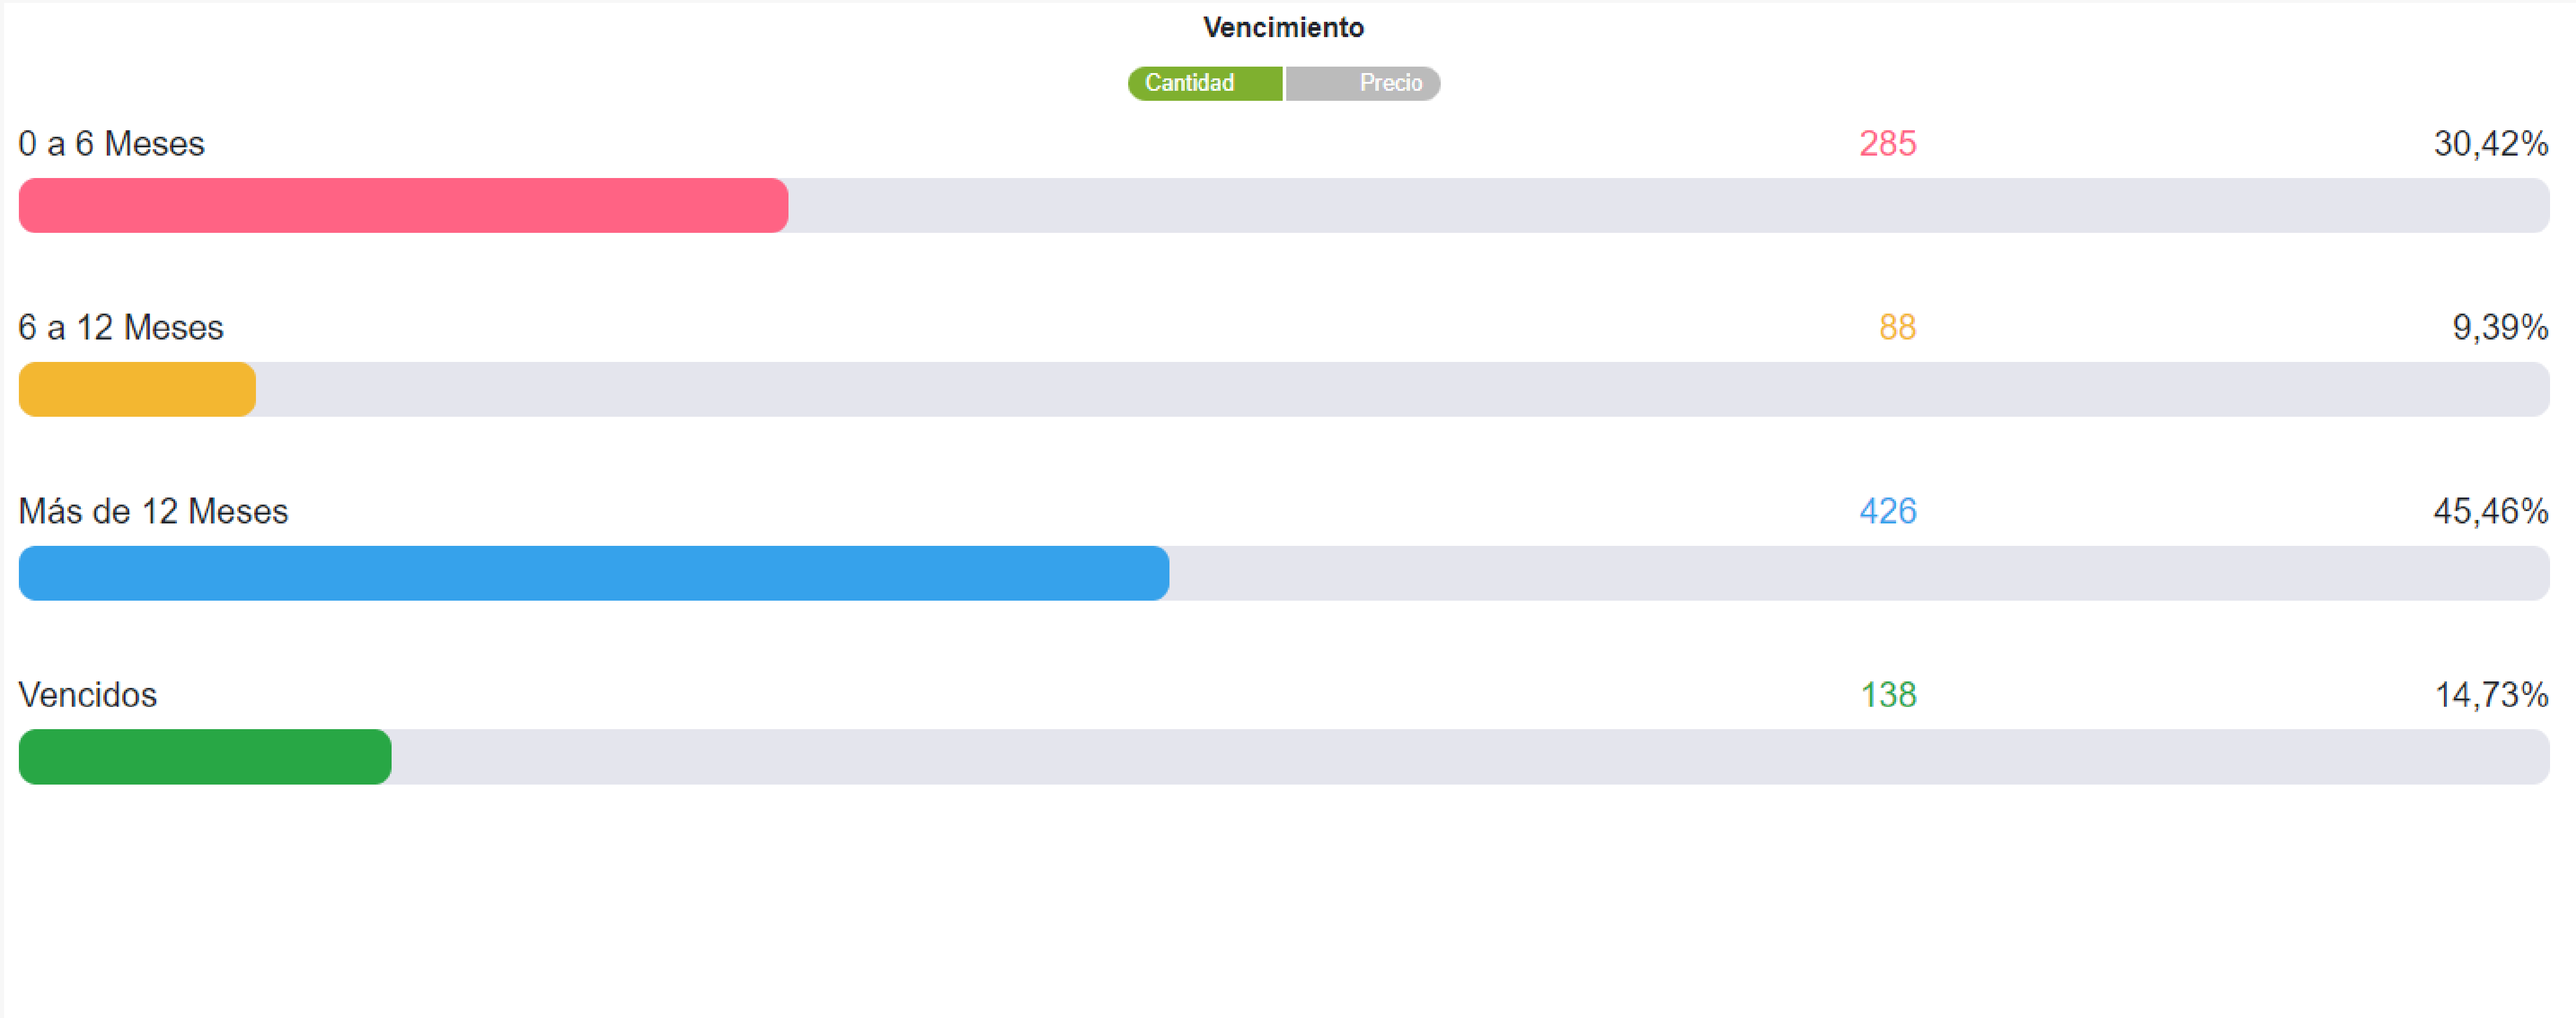 Vencimiento
Cantidad Precio
0 a 6 Meses 285 30,42%
6 a 12 Meses 88 9,39%
Más de 12 Meses 426 45,46%
Vencidos 138 14,73%